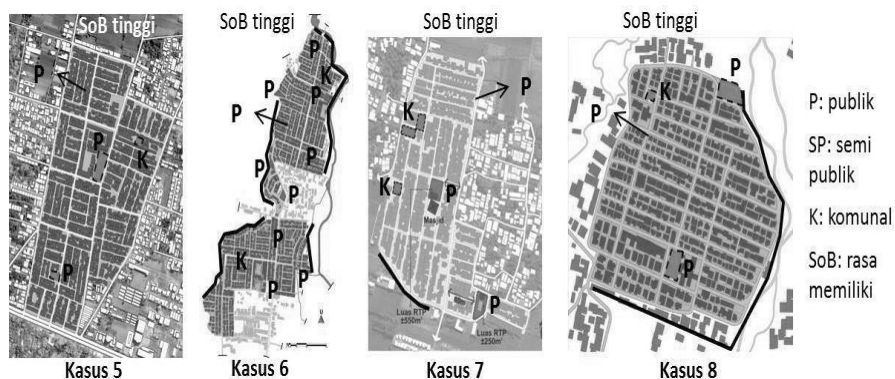 SoB tinggi
P
P
K
P
Kasus 5
SoB tinggi
P
K
P
P
P
P
P
K
P
P
Kasus 6
SoB tinggi
P
K
K
P
Masjid
P
Luas RTP
±550m²
Luas RTP
±250m²
Kasus 7
SoB tinggi
P
K
P
P
Kasus 8
P: publik
SP: semi
publik
K: komunal
SoB: rasa
memiliki